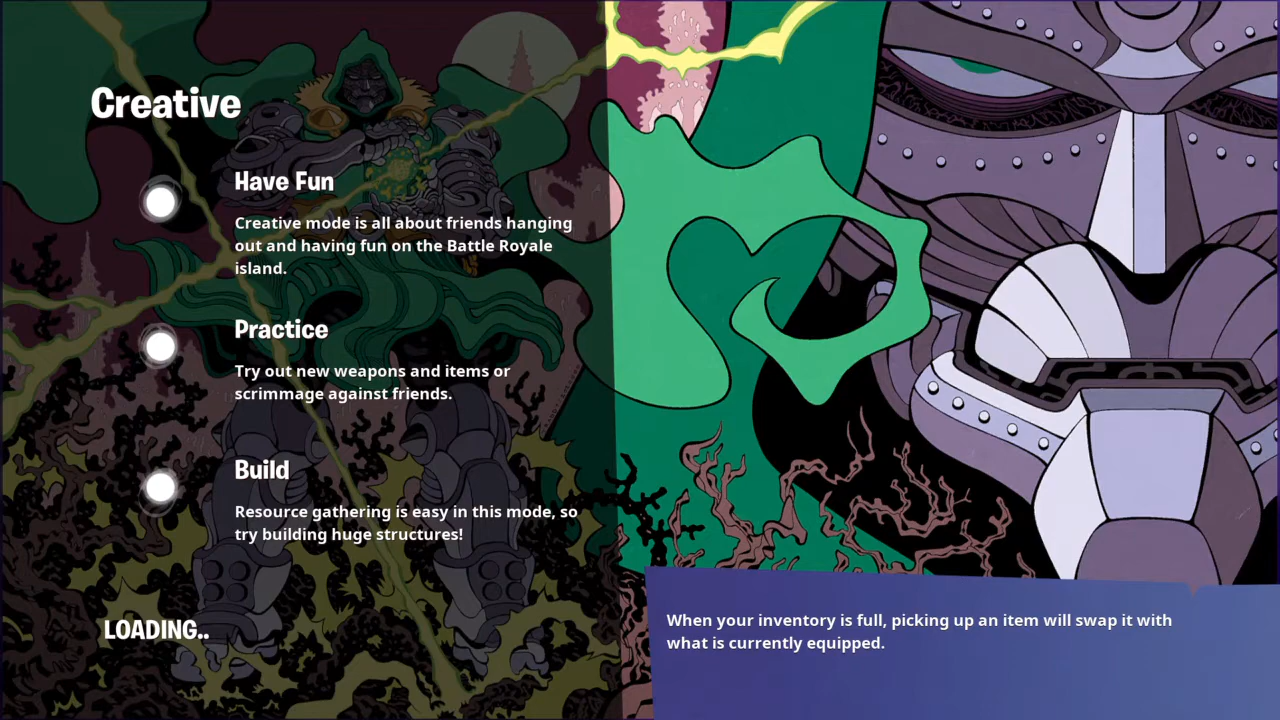 Creative
Have Fun
Creative mode is all about friends hanging
out and having fun on the Battle Royale
island.
Practice
Try out new weapons and items or
scrimmage against friends.
Build
Resource gathering is easy in this mode, so
try building huge structures!
LOADING..
When your inventory is full, picking up an item will swap it with
what is currently equipped.